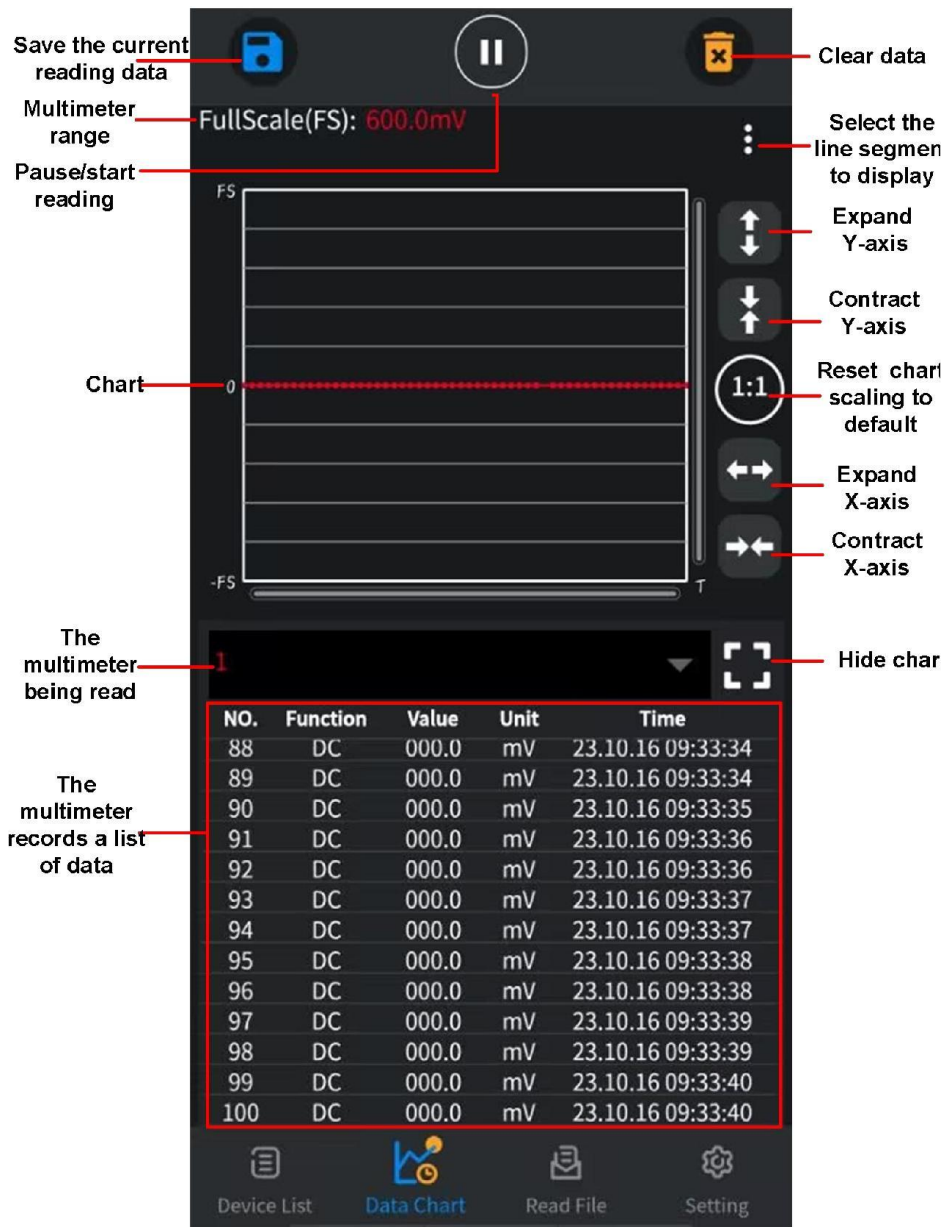 Save the current
reading data
Clear data
Multimeter
range
FullScale(FS): 600.0mV
Select the
line segmen
to display
Pause/start
reading
FS
Expand
Y-axis
Contract
Y-axis
Chart
0
1:1
Reset chart
scaling to
default
Expand
X-axis
Contract
X-axis
-FS
T
The
multimeter
being read
1
Hide char
NO. Function Value Unit Time
88 DC 000.0 mV 23.10.16 09:33:34
89 DC 000.0 mV 23.10.16 09:33:34
90 DC 000.0 mV 23.10.16 09:33:35
91 DC 000.0 mV 23.10.16 09:33:36
92 DC 000.0 mV 23.10.16 09:33:36
93 DC 000.0 mV 23.10.16 09:33:37
94 DC 000.0 mV 23.10.16 09:33:37
95 DC 000.0 mV 23.10.16 09:33:38
96 DC 000.0 mV 23.10.16 09:33:38
97 DC 000.0 mV 23.10.16 09:33:39
98 DC 000.0 mV 23.10.16 09:33:39
99 DC 000.0 mV 23.10.16 09:33:40
100 DC 000.0 mV 23.10.16 09:33:40
The
multimeter
records a list
of data
Device List
Data Chart
Read File
Setting